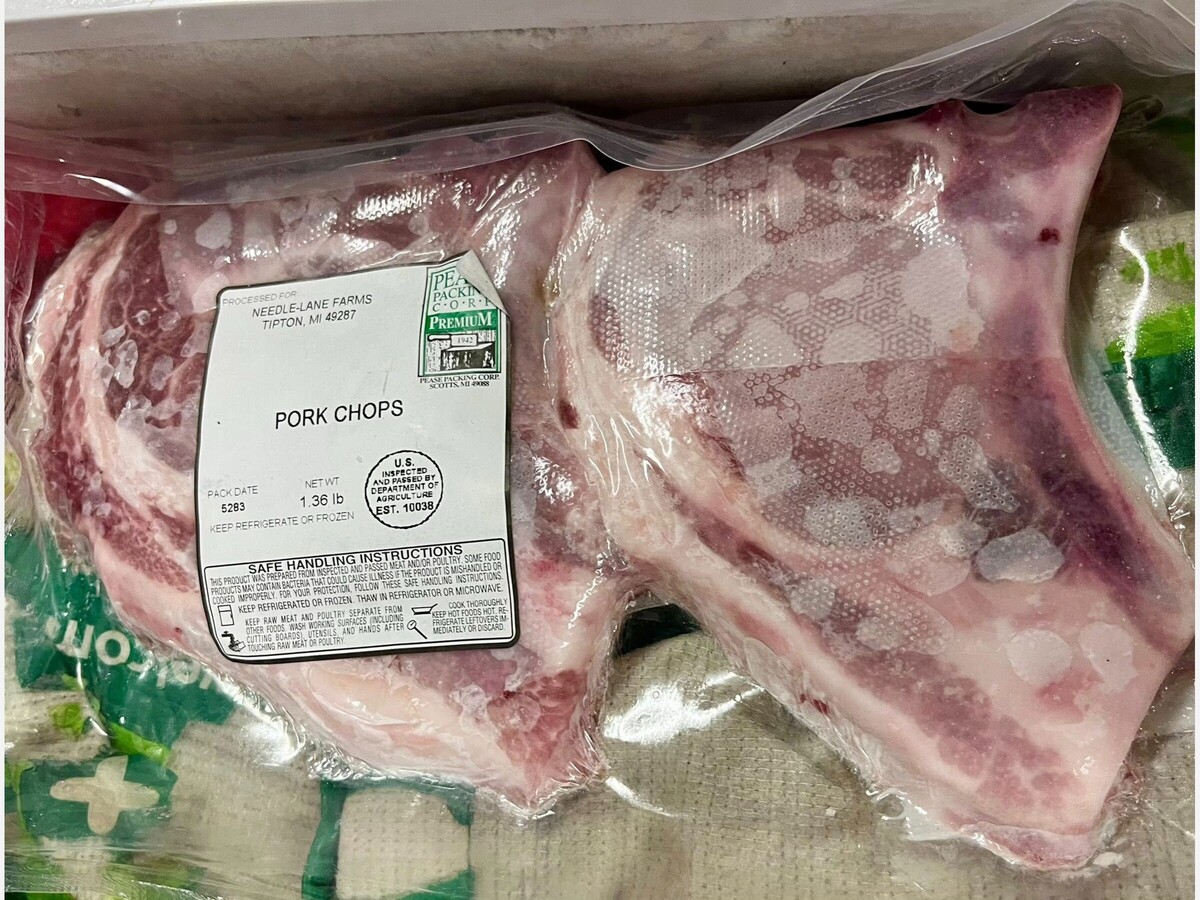 PROCESSED FOR:
NEEDLE-LANE FARMS
TIPTON, MI 49287
PACKIN
C·O·R·
PREMIUM
1942
PEASE PACKING CORP.
SCOTTS, MI 49088
PORK CHOPS
PACK DATE
5283
NET WT
1.36 lb
KEEP REFRIGERATE OR FROZEN
U.S.
INSPECTED
AND PASSED BY
DEPARTMENT OF
AGRICULTURE
EST. 10038
SAFE HANDLING INSTRUCTIONS
THIS PRODUCT WAS PREPARED FROM INSPECTED AND PASSED MEAT AND/OR POULTRY. SOME FOOD
PRODUCTS MAY CONTAIN BACTERIA THAT COULD CAUSE ILLNESS IF THE PRODUCT IS MISHANDLED OR
COOKED IMPROPERLY. FOR YOUR PROTECTION, FOLLOW THESE SAFE HANDLING INSTRUCTIONS.
KEEP REFRIGERATED OR FROZEN. THAW IN REFRIGERATOR OR MICROWAVE.
KEEP RAW MEAT AND POULTRY SEPARATE FROM
OTHER FOODS. WASH WORKING SURFACES (INCLUDING
CUTTING BOARDS), UTENSILS, AND HANDS AFTER
TOUCHING RAW MEAT OR POULTRY.
COOK THOROUGHLY
KEEP HOT FOODS HOT. RE-
FRIGERATE LEFTOVERS IM-
MEDIATELY OR DISCARD.